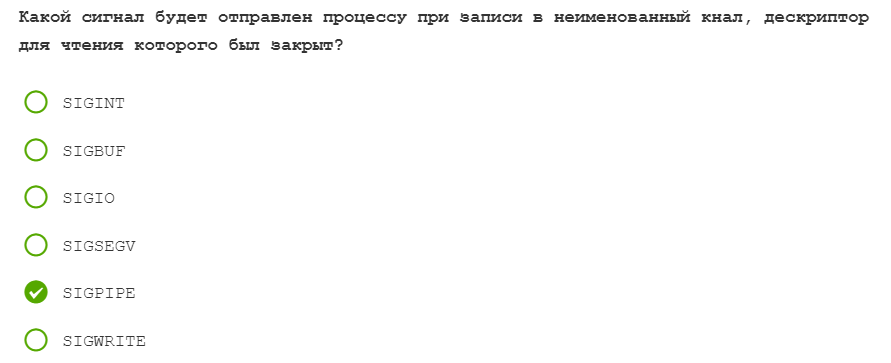 Какой сигнал будет отправлен процессу при записи в неименованный кнал, дескриптор
для чтения которого был закрыт?
SIGINT
SIGBUF
SIGIO
SIGSEGV
SIGPIPE
SIGWRITE